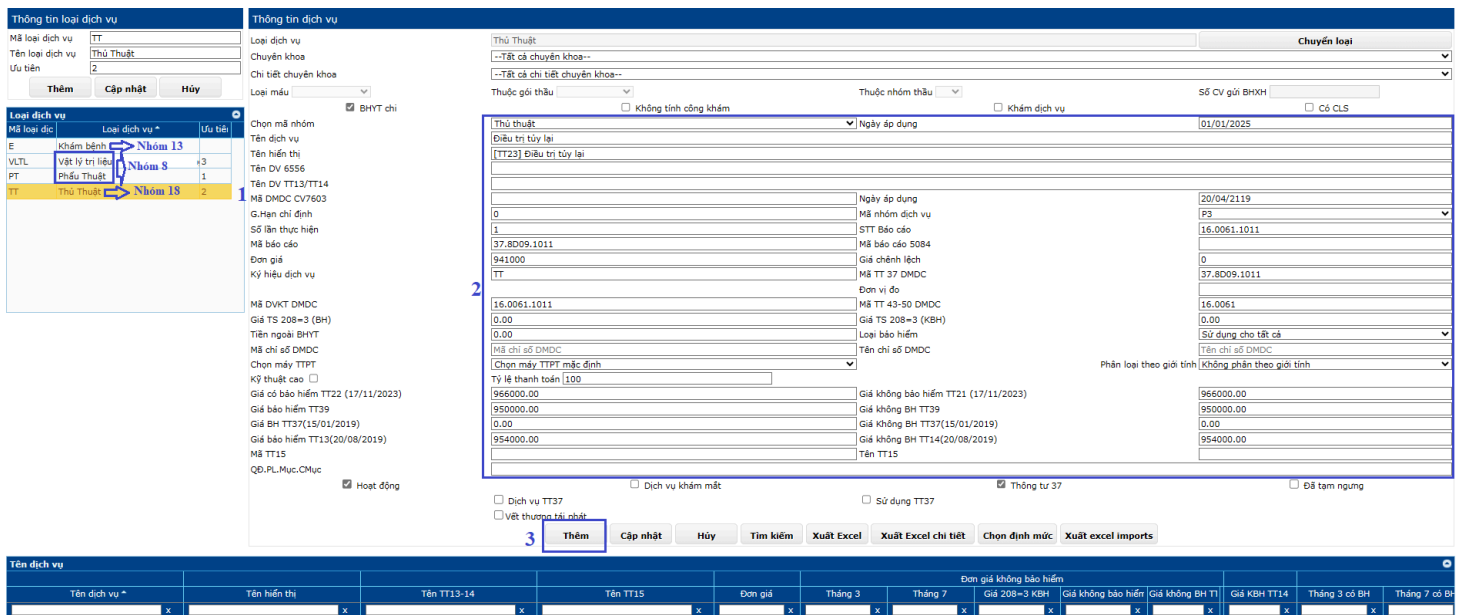 Thông tin loại dịch vụ
Mã loại dịch vụ TT
Tên loại dịch vụ Thủ Thuật
Ưu tiên 2
Thêm Cập nhật Hủy
Loại dịch vụ
Mã loại dịc Loại dịch vụ Ưu tiêi
E Khám bệnh Nhóm 13
VLTL Vật lý trị liệu 3
Nhóm 8
PT Phẩu Thuật 1
TT Thủ Thuật Nhóm 18 2
1
Thông tin dịch vụ
Loại dịch vụ Thủ Thuật Chuyển loại
Chuyên khoa --Tất cả chuyên khoa--
Chi tiết chuyên khoa --Tất cả chi tiết chuyên khoa--
Loại máu Thuộc gói thầu Thuộc nhóm thầu Số CV gửi BHXH
BHYT chi Không tính công khám Khám dịch vụ Có CLS
Chọn mã nhóm Thủ thuật Ngày áp dụng 01/01/2025
Tên dịch vụ Điều trị tủy lại
Tên hiển thị [TT23] Điều trị tủy lại
Tên DV 6556
Tên DV TT13/TT14
Mã DMDC CV7603 Ngày áp dụng 20/04/2119
G.Hạn chỉ định 0 Mã nhóm dịch vụ P3
Số lần thực hiện 1 STT Báo cáo 16.0061.1011
Mã báo cáo 37.8D09.1011 Mã báo cáo 5084
Đơn giá 941000 Giá chênh lệch 0
Ký hiệu dịch vụ TT Mã TT 37 DMDC 37.8D09.1011
2 Đơn vị đo
Mã DVKT DMDC 16.0061.1011 Mã TT 43-50 DMDC 16.0061
Giá TS 208=3 (BH) 0.00 Giá TS 208=3 (KBH) 0.00
Tiền ngoài BHYT 0.00 Loại bảo hiểm Sử dụng cho tất cả
Mã chỉ số DMDC Mã chỉ số DMDC Tên chỉ số DMDC Tên chỉ số DMDC
Chọn máy TTPT Chọn máy TTPT mặc định Phân loại theo giới tính Không phân theo giới tính
Kỹ thuật cao Tỷ lệ thanh toán 100
Giá có bảo hiểm TT22 (17/11/2023) 966000.00 Giá không bảo hiểm TT21 (17/11/2023) 966000.00
Giá bảo hiểm TT39 950000.00 Giá không BH TT39 950000.00
Giá BH TT37(15/01/2019) 0.00 Giá Không BH TT37(15/01/2019) 0.00
Giá bảo hiểm TT13(20/08/2019) 954000.00 Giá không BH TT14(20/08/2019) 954000.00
Mã TT15 Tên TT15
QĐ.PL.Mục.CMục
Hoạt động Dịch vụ khám mắt Thông tư 37 Đã tạm ngưng
Dịch vụ TT37 Sử dụng TT37
Vết thương tái phát
3 Thêm Cập nhật Hủy Tìm kiếm Xuất Excel Xuất Excel chi tiết Chọn định mức Xuất excel imports
Tên dịch vụ
Đơn giá không bảo hiểm
Tên dịch vụ Tên hiển thị Tên TT13-14 Tên TT15 Đơn giá Tháng 3 Tháng 7 Giá 208=3 KBH Giá không bảo hiển Giá không BH T Giá KBH TT14 Tháng 3 có BH Tháng 7 có BH
x x x x x x x x x x x x